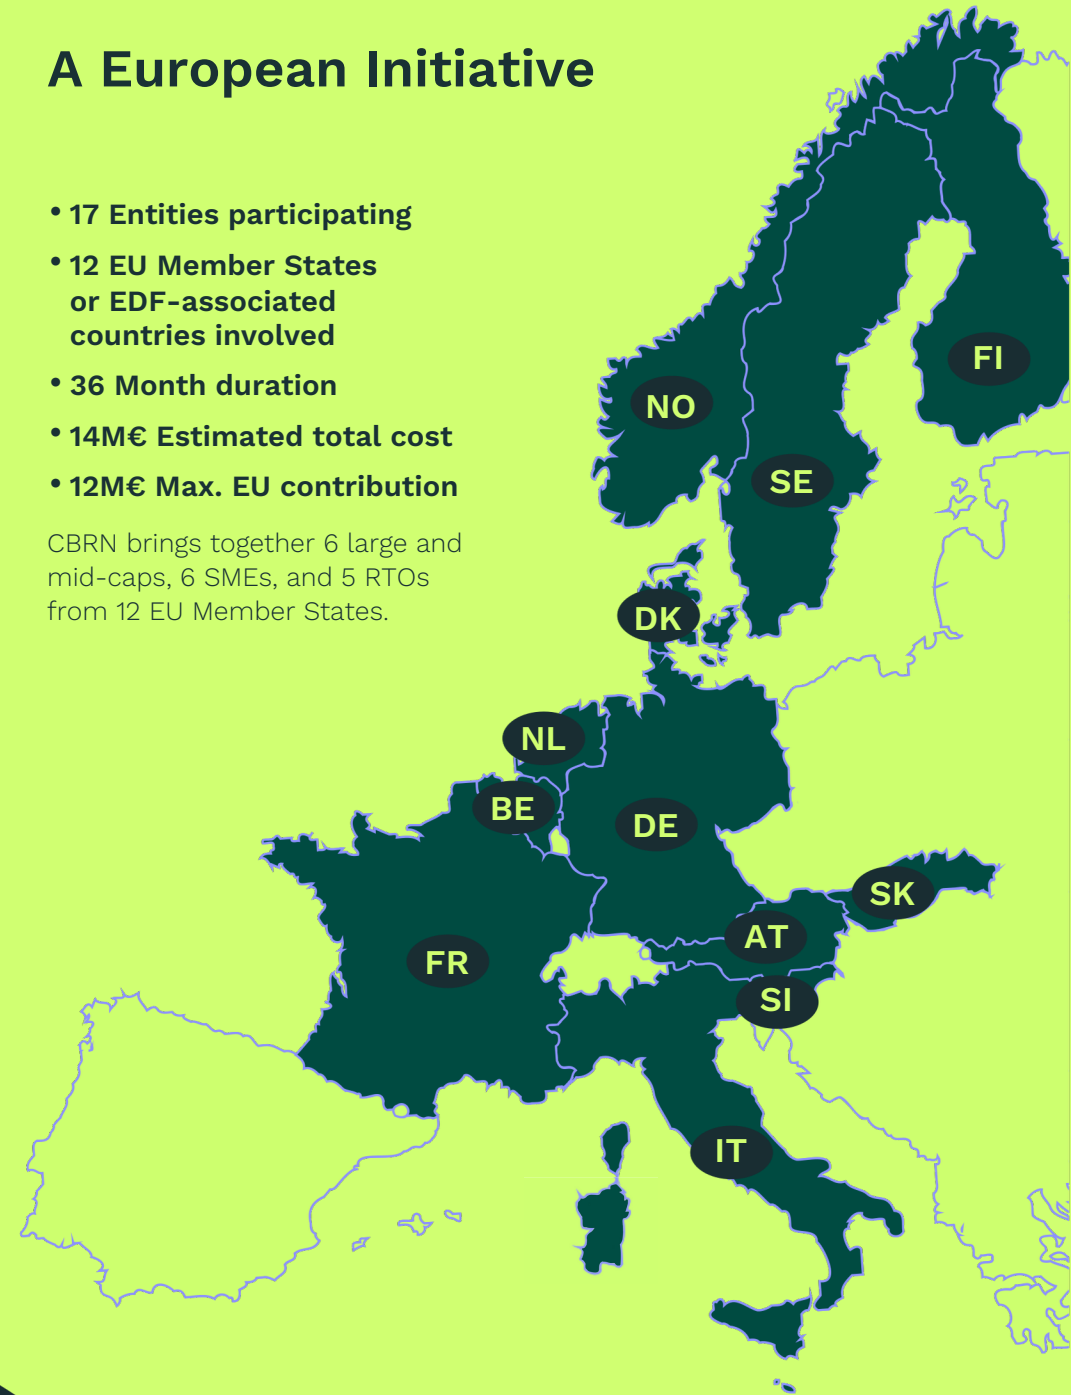 A European Initiative
• 17 Entities participating
• 12 EU Member States
or EDF-associated
countries involved
• 36 Month duration
• 14M€ Estimated total cost
• 12M€ Max. EU contribution
CBRN brings together 6 large and
mid-caps, 6 SMEs, and 5 RTOs
from 12 EU Member States.
FI
NO
SE
DK
NL
BE
DE
SK
AT
FR
SI
IT